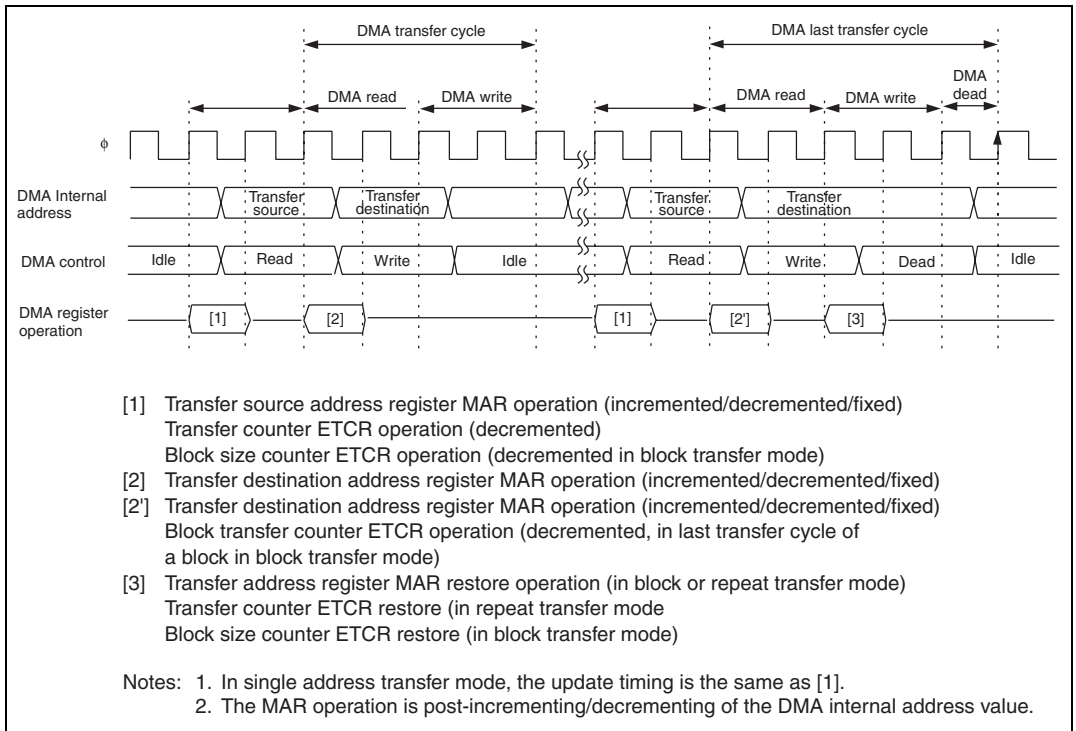 DMA transfer cycle
DMA last transfer cycle
DMA read
DMA write
DMA read
DMA write
DMA
dead
φ
DMA Internal
address
Transfer
source
Transfer
destination
Transfer
source
Transfer
destination
DMA control
Idle
Read
Write
Idle
Read
Write
Dead
Idle
DMA register
operation
[1]
[2]
[1]
[2']
[3]
[1] Transfer source address register MAR operation (incremented/decremented/fixed)
Transfer counter ETCR operation (decremented)
Block size counter ETCR operation (decremented in block transfer mode)
[2] Transfer destination address register MAR operation (incremented/decremented/fixed)
[2'] Transfer destination address register MAR operation (incremented/decremented/fixed)
Block transfer counter ETCR operation (decremented, in last transfer cycle of
a block in block transfer mode)
[3] Transfer address register MAR restore operation (in block or repeat transfer mode)
Transfer counter ETCR restore (in repeat transfer mode
Block size counter ETCR restore (in block transfer mode)
Notes: 1. In single address transfer mode, the update timing is the same as [1].
2. The MAR operation is post-incrementing/decrementing of the DMA internal address value.